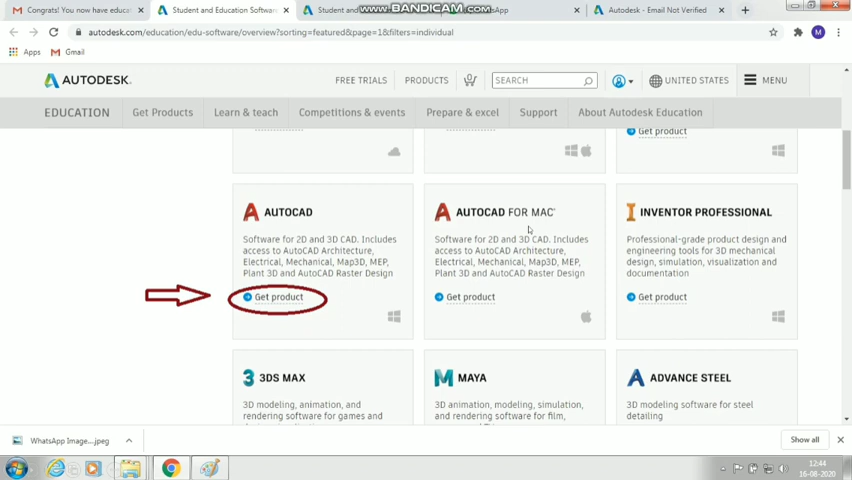 Congrats! You now have educat
Student and Education Software
Student and
WWW.BANDICAM.COM
App
Autodesk - Email Not Verified
autodesk.com/education/edu-software/overview?sorting=featured&page=1&filters=individual
Apps
Gmail
M
AUTODESK.
FREE TRIALS
PRODUCTS
SEARCH
UNITED STATES
MENU
EDUCATION
Get Products
Learn & teach
Competitions & events
Prepare & excel
Support
About Autodesk Education
Get product
AUTOCAD
Software for 2D and 3D CAD. Includes
access to AutoCAD Architecture,
Electrical, Mechanical, Map3D, MEP,
Plant 3D and AutoCAD Raster Design
Get product
AUTOCAD FOR MAC
Software for 2D and 3D CAD. Includes
access to AutoCAD Architecture,
Electrical, Mechanical, Map3D, MEP,
Plant 3D and AutoCAD Raster Design
Get product
INVENTOR PROFESSIONAL
Professional-grade product design and
engineering tools for 3D mechanical
design, simulation, visualization and
documentation
Get product
3DS MAX
3D modeling, animation, and
rendering software for games and
MAYA
3D animation, modeling, simulation,
and rendering software for film,
ADVANCE STEEL
3D modeling software for steel
detailing
WhatsApp Image....jpeg
Show all
12:44
16-08-2020